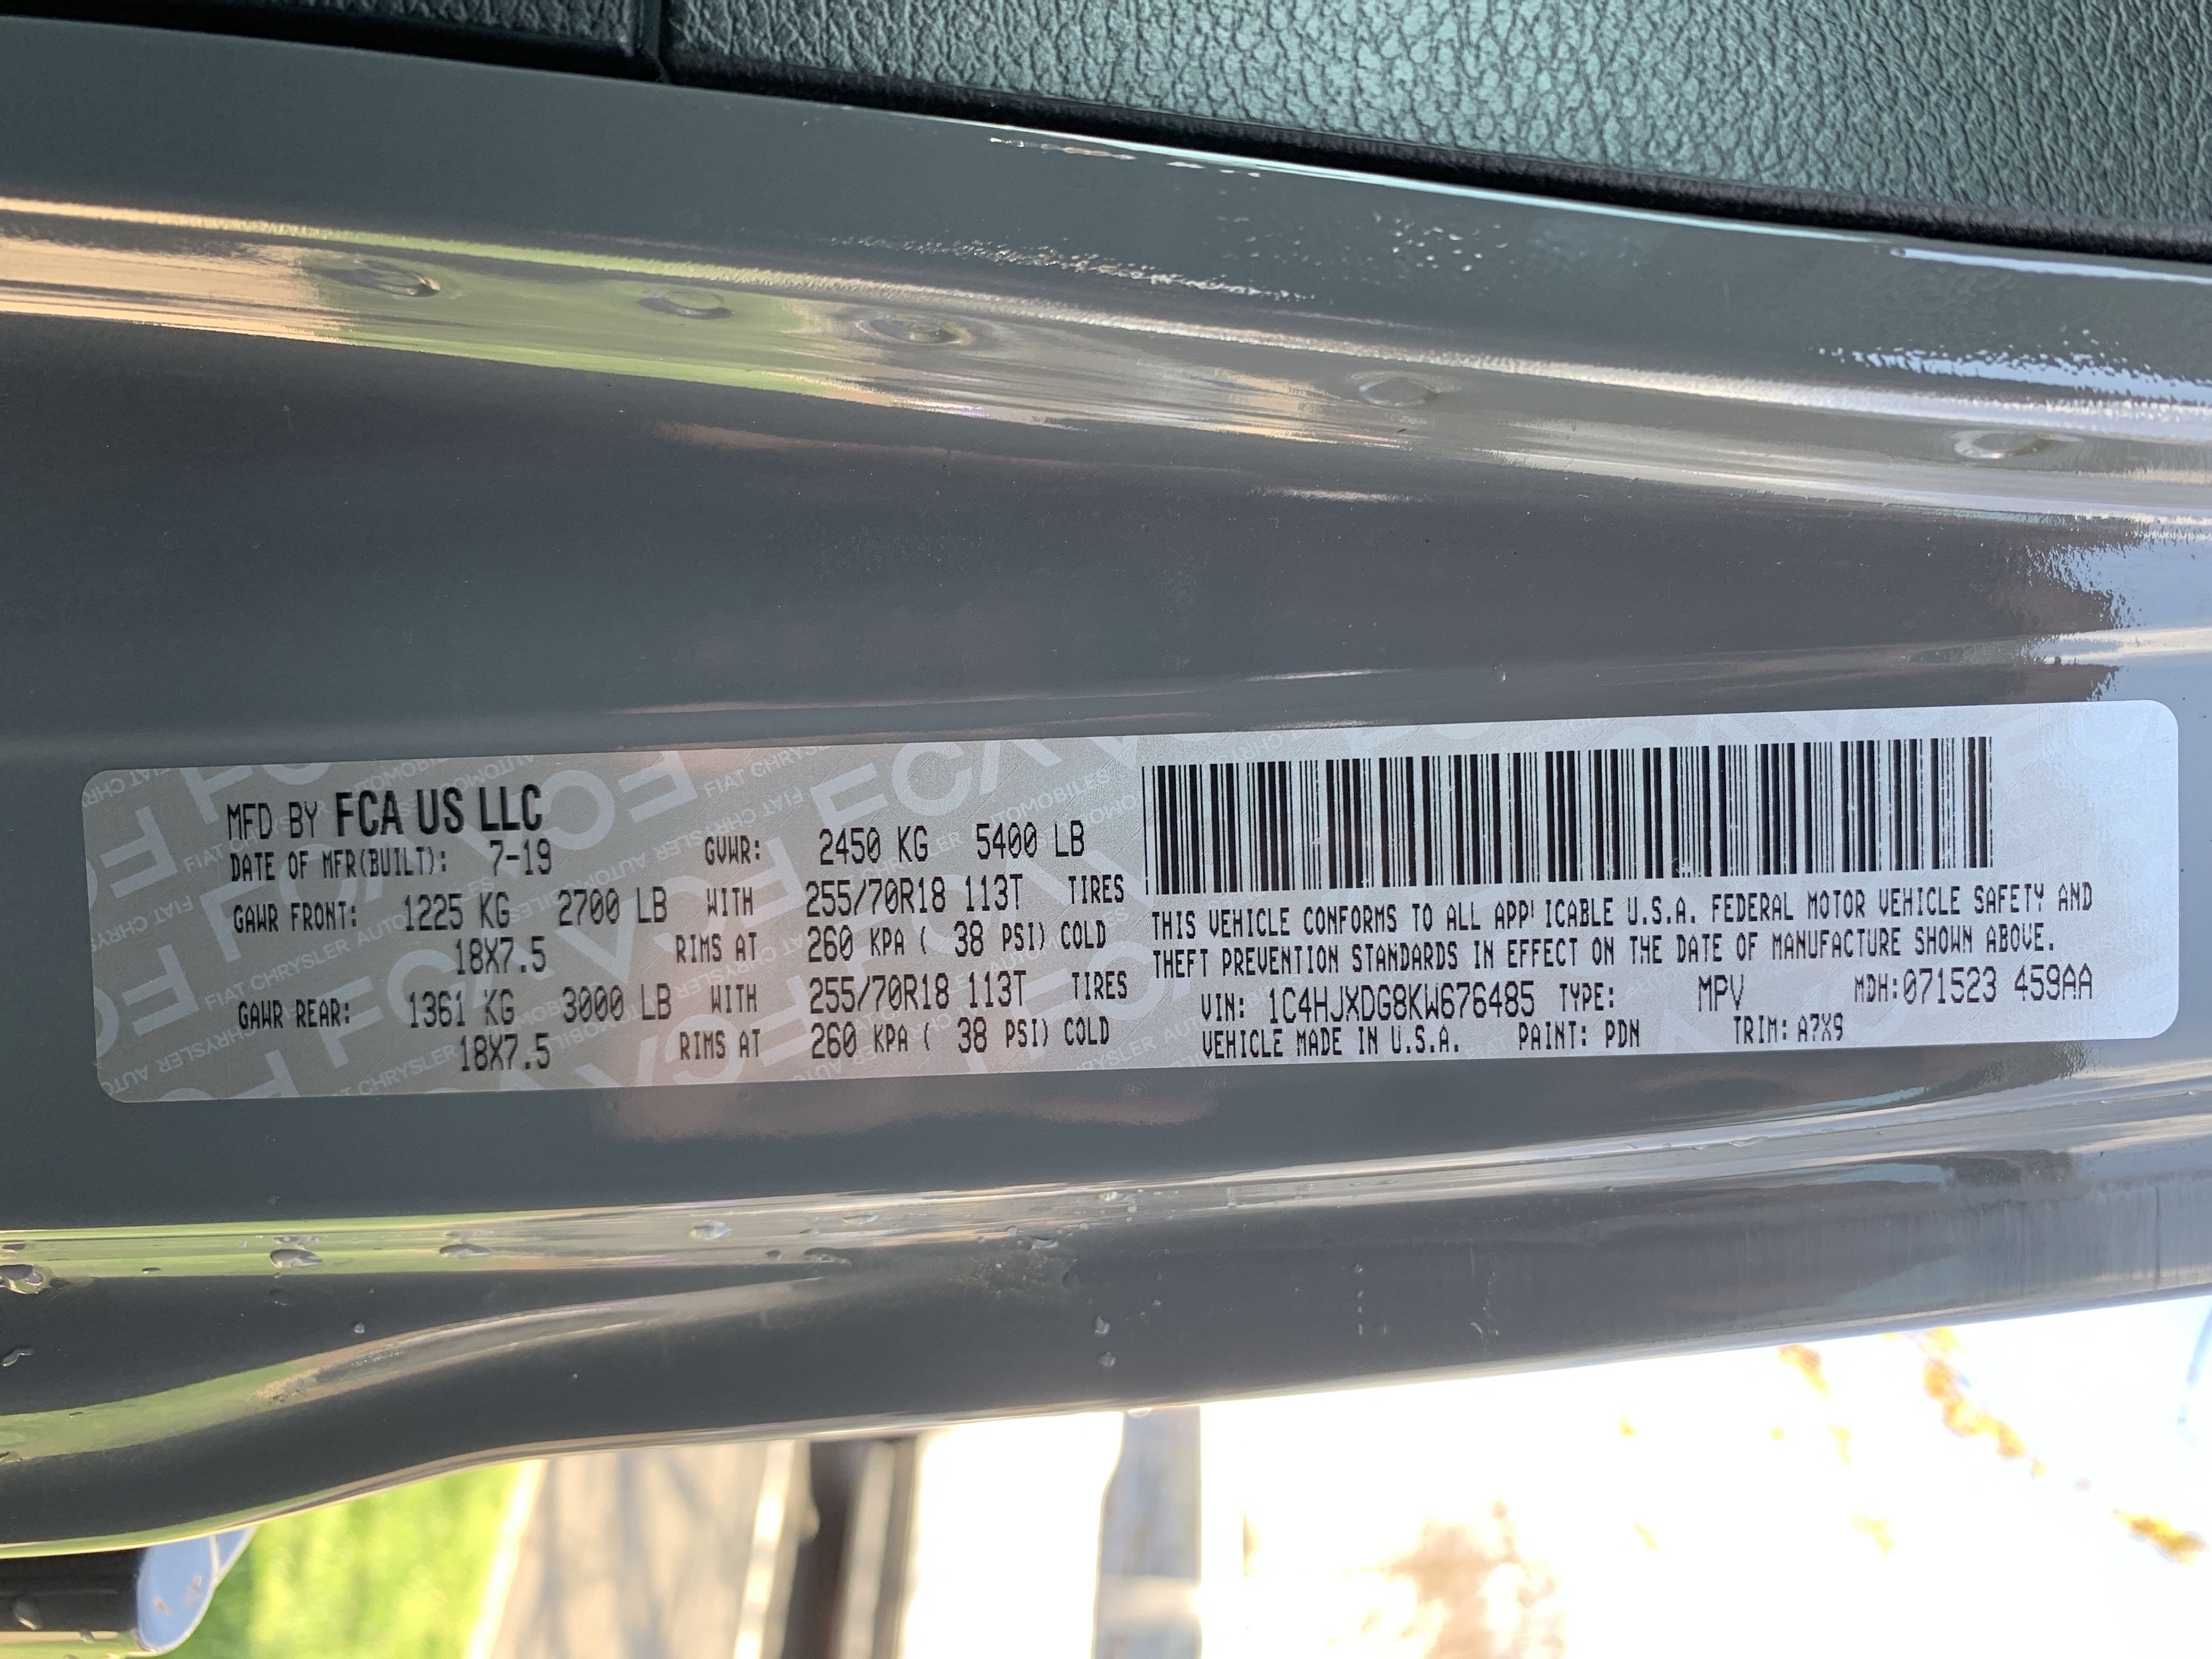 MFD BY FCA US LLC
DATE OF MFR(BUILT): 7-19 GVWR: 2450 KG 5400 LB
GAWR FRONT: 1225 KG 2700 LB WITH 255/70R18 113T TIRES
18X7.5 RIMS AT 260 KPA ( 38 PSI) COLD
GAWR REAR: 1361 KG 3000 LB WITH 255/70R18 113T TIRES
18X7.5 RIMS AT 260 KPA ( 38 PSI) COLD
THIS VEHICLE CONFORMS TO ALL APPLICABLE U.S.A. FEDERAL MOTOR VEHICLE SAFETY AND
THEFT PREVENTION STANDARDS IN EFFECT ON THE DATE OF MANUFACTURE SHOWN ABOVE.
VIN: 1C4HJXDG8KW676485 TYPE: MPV MDH:071523 459AA
VEHICLE MADE IN U.S.A. PAINT: PDN TRIM: A7X9